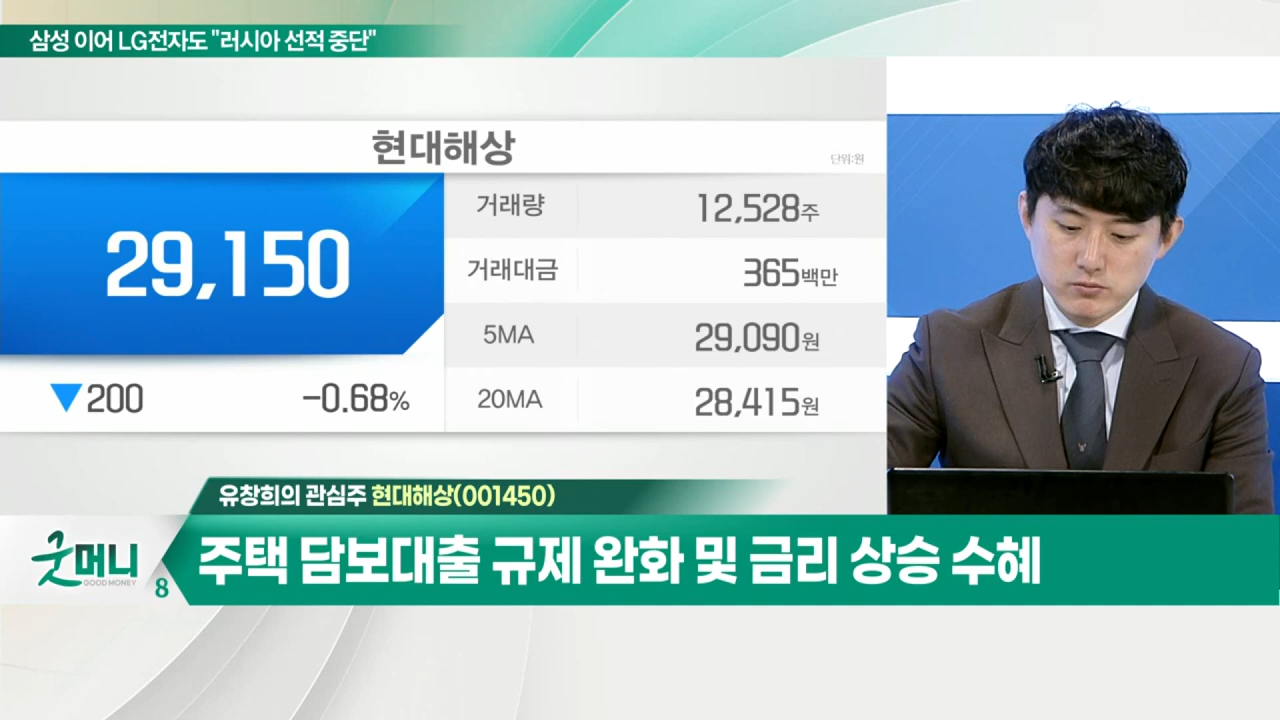 삼성 이어 LG전자도 "러시아 선적 중단"
현대해상
단위:원
29,150
▼200 -0.68%
거래량 12,528주
거래대금 365백만
5MA 29,090원
20MA 28,415원
유창희의 관심주 현대해상(001450)
주택 담보대출 규제 완화 및 금리 상승 수혜
굿머니
GOOD MONEY
8